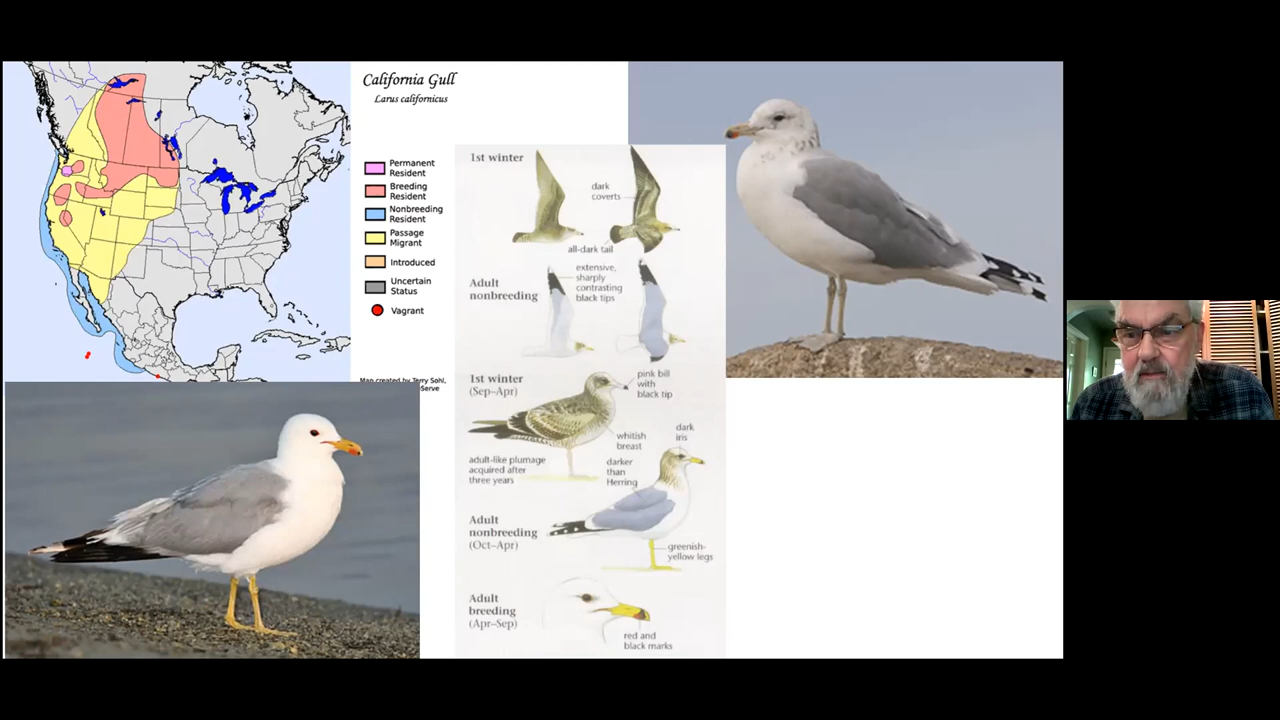 California Gull
Larus californicus
Permanent
Resident
Breeding
Resident
Nonbreeding
Resident
Passage
Migrant
Introduced
Uncertain
Status
Vagrant
Map created by Terry Sohl,
Serve
1st winter
dark
coverts
all-dark tail
Adult
nonbreeding
extensive,
sharply
contrasting
black tips
1st winter
(Sep–Apr)
pink bill
with
black tip
whitish
breast
dark
iris
adult-like plumage
acquired after
three years
darker
than
Herring
Adult
nonbreeding
(Oct–Apr)
greenish-
yellow legs
Adult
breeding
(Apr–Sep)
red and
black marks